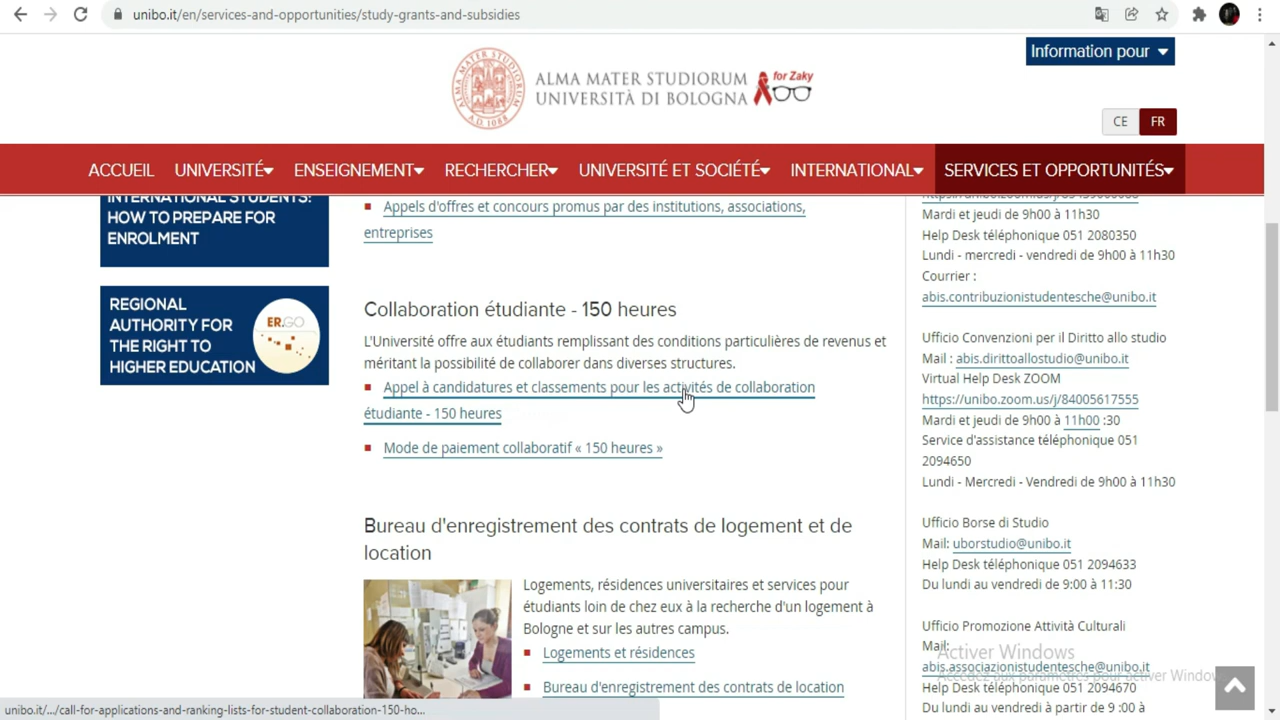 unibo.it/en/services-and-opportunities/study-grants-and-subsidies
Information pour
ALMA MATER STUDIORUM
UNIVERSITÀ DI BOLOGNA
for Zaky
CE FR
ACCUEIL UNIVERSITÉ ENSEIGNEMENT RECHERCHER UNIVERSITÉ ET SOCIÉTÉ INTERNATIONAL SERVICES ET OPPORTUNITÉS
INTERNATIONAL STUDENTS:
HOW TO PREPARE FOR
ENROLMENT
REGIONAL
AUTHORITY FOR
THE RIGHT TO
HIGHER EDUCATION
ER.GO
Appels d'offres et concours promus par des institutions, associations,
entreprises
Collaboration étudiante - 150 heures
L'Université offre aux étudiants remplissant des conditions particulières de revenus et
méritant la possibilité de collaborer dans diverses structures.
Appel à candidatures et classements pour les activités de collaboration
étudiante - 150 heures
Mode de paiement collaboratif « 150 heures »
Bureau d'enregistrement des contrats de logement et de
location
Logements, résidences universitaires et services pour
étudiants loin de chez eux à la recherche d'un logement à
Bologne et sur les autres campus.
Logements et résidences
Bureau d'enregistrement des contrats de location
Mardi et jeudi de 9h00 à 11h30
Help Desk téléphonique 051 2080350
Lundi - mercredi - vendredi de 9h00 à 11h30
Courrier :
abis.contribuzionistudentesche@unibo.it
Ufficio Convenzioni per il Diritto allo studio
Mail : abis.dirittoallostudio@unibo.it
Virtual Help Desk ZOOM
https://unibo.zoom.us/j/84005617555
Mardi et jeudi de 9h00 à 11h00 :30
Service d'assistance téléphonique 051
2094650
Lundi - Mercredi - Vendredi de 9h00 à 11h30
Ufficio Borse di Studio
Mail: uborstudio@unibo.it
Help Desk téléphonique 051 2094633
Du lundi au vendredi de 9:00 à 11:30
Ufficio Promozione Attività Culturali
Mail:
abis.associazionistudentesche@unibo.it
Help Desk téléphonique 051 2094670
Du lundi au vendredi à partir de 9 :00 à
Activer Windows
Accédez aux paramètres pour activer Windows
unibo.it/.../call-for-applications-and-ranking-lists-for-student-collaboration-150-ho...